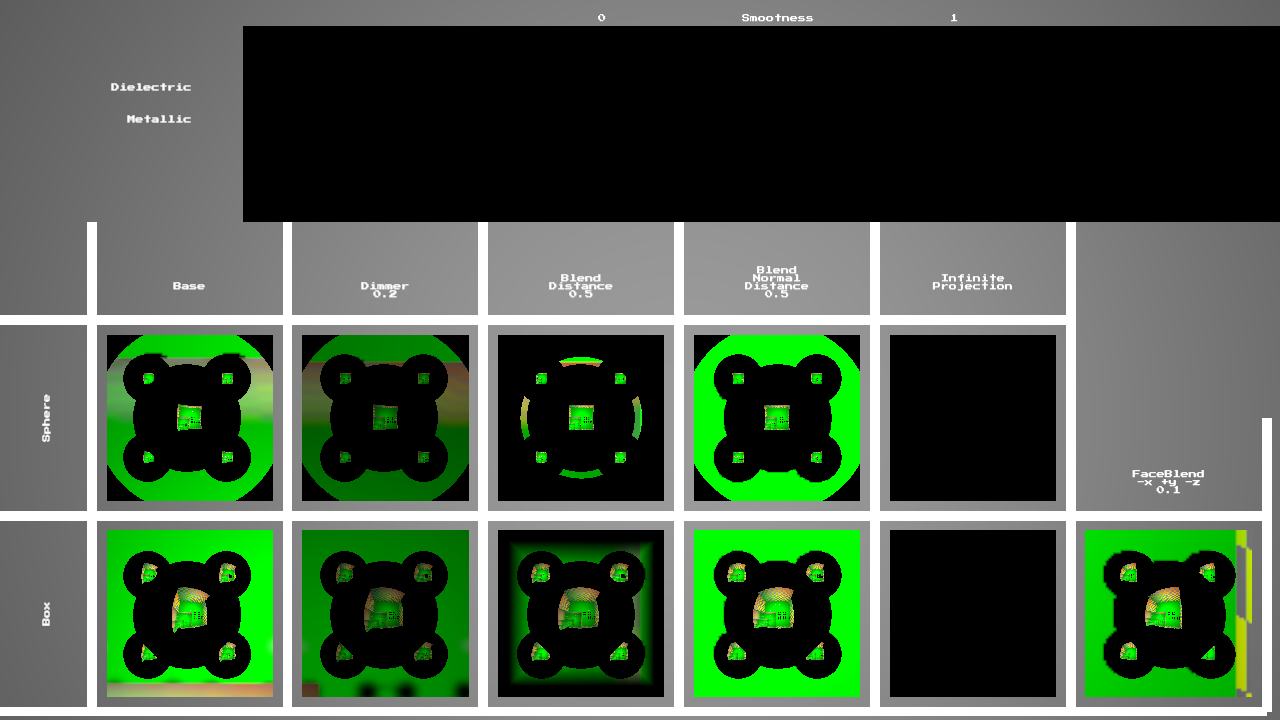 0 Smootness 1
Dielectric
Metallic
Base
Dimmer
0.2
Blend
Distance
0.5
Blend
Normal
Distance
0.5
Infinite
Projection
Sphere
FaceBlend
-x +y -z
0.1
Box